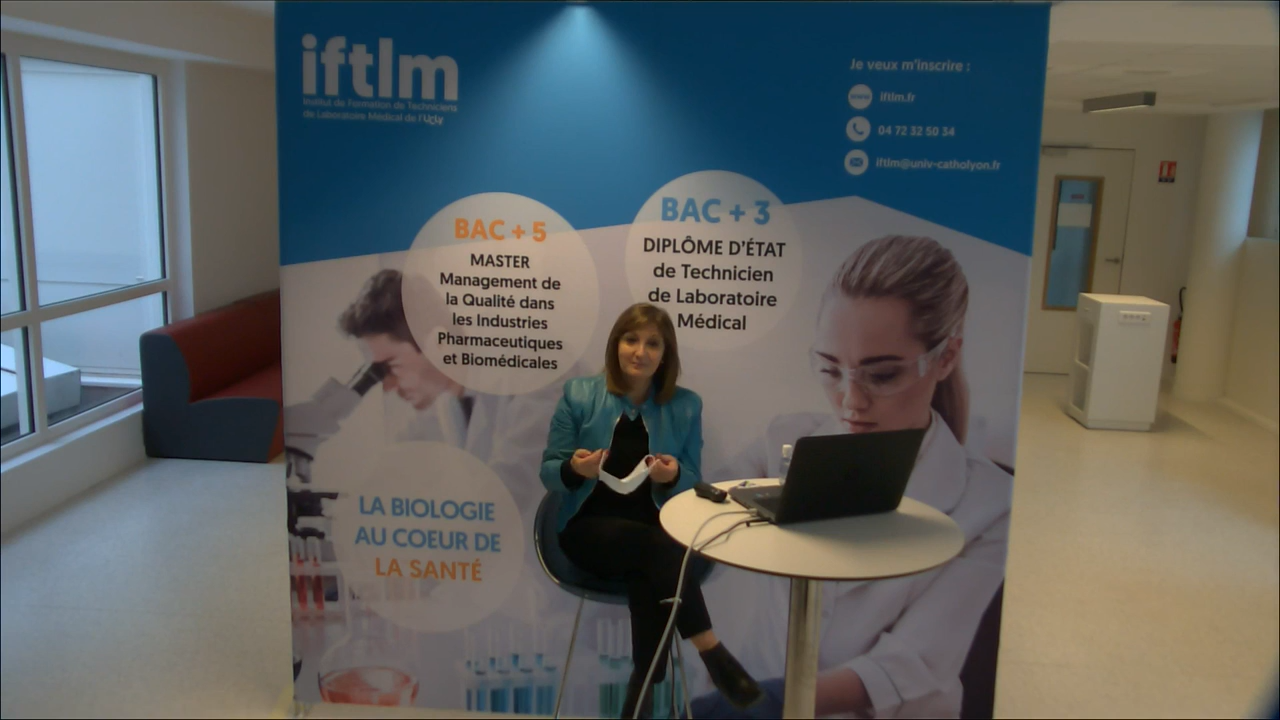 iftlm
Institut de Formation de Techniciens
de Laboratoire Médical de l'Ucly
Je veux m'inscrire :
www
iftlm.fr
04 72 32 50 34
iftlm@univ-catholyon.fr
BAC + 5
MASTER
Management de
la Qualité dans
les Industries
Pharmaceutiques
et Biomédicales
BAC + 3
DIPLÔME D'ÉTAT
de Technicien
de Laboratoire
Médical
LA BIOLOGIE
AU COEUR DE
LA SANTÉ